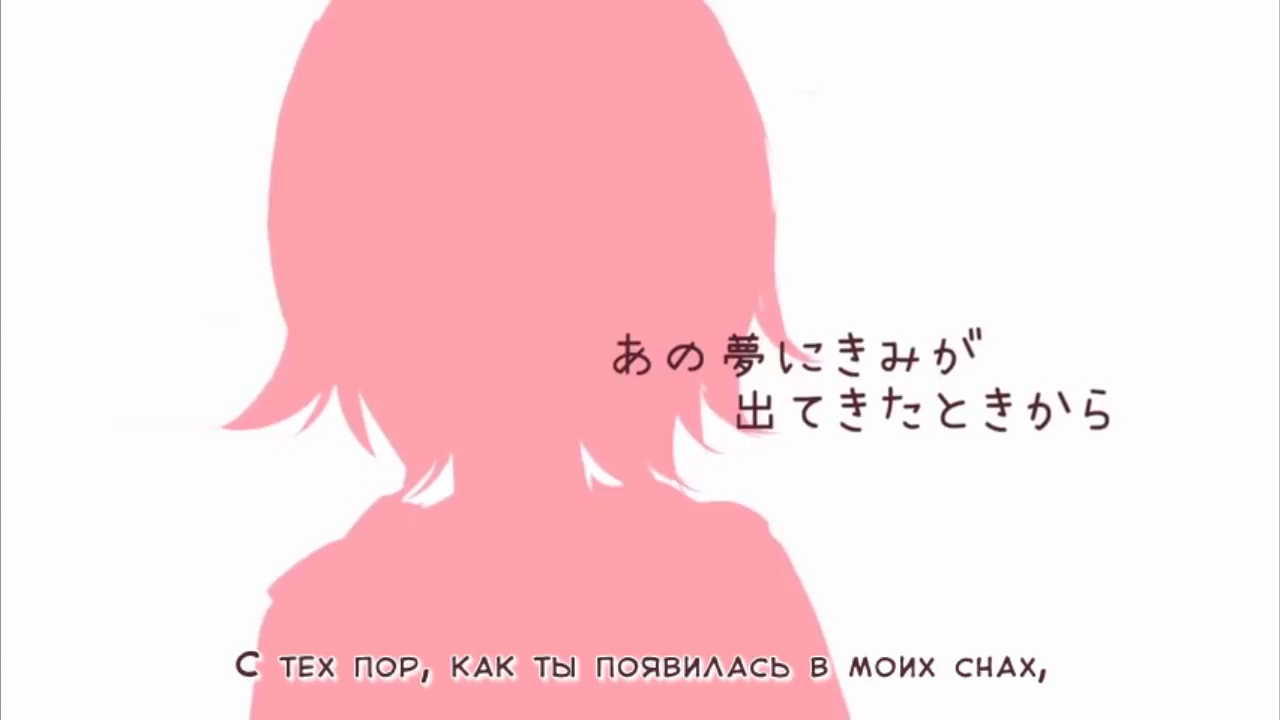 あの夢にきみが
出てきたときから
С тех пор, как ты появилась в моих снах,